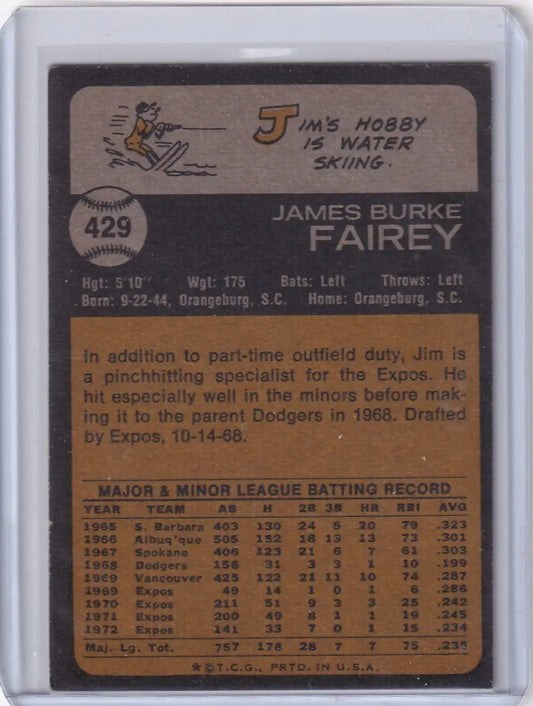 JIM'S HOBBY
IS WATER
SKIING.
429
JAMES BURKE
FAIREY
Hgt: 5'10" Wgt: 175 Bats: Left Throws: Left
Born: 9-22-44, Orangeburg, S.C. Home: Orangeburg, S.C.
In addition to part-time outfield duty, Jim is
a pinchhitting specialist for the Expos. He
hit especially well in the minors before mak-
ing it to the parent Dodgers in 1968. Drafted
by Expos, 10-14-68.
MAJOR & MINOR LEAGUE BATTING RECORD
YEAR TEAM AB H 2B 3B HR RBI AVG
1965 S. Barbara 403 130 24 5 20 79 .323
1966 Albuq'que 505 152 18 13 13 73 .301
1967 Spokane 406 123 21 6 7 61 .303
1968 Dodgers 156 31 3 3 1 10 .199
1969 Vancouver 425 122 21 11 10 74 .287
1969 Expos 49 14 1 0 1 6 .286
1970 Expos 211 51 9 3 3 25 .242
1971 Expos 200 49 8 1 1 19 .245
1972 Expos 141 33 7 0 1 15 .234
Maj. Lg. Tot. 757 178 28 7 7 75 .235
*©T.C.G., PRTD. IN U.S.A.